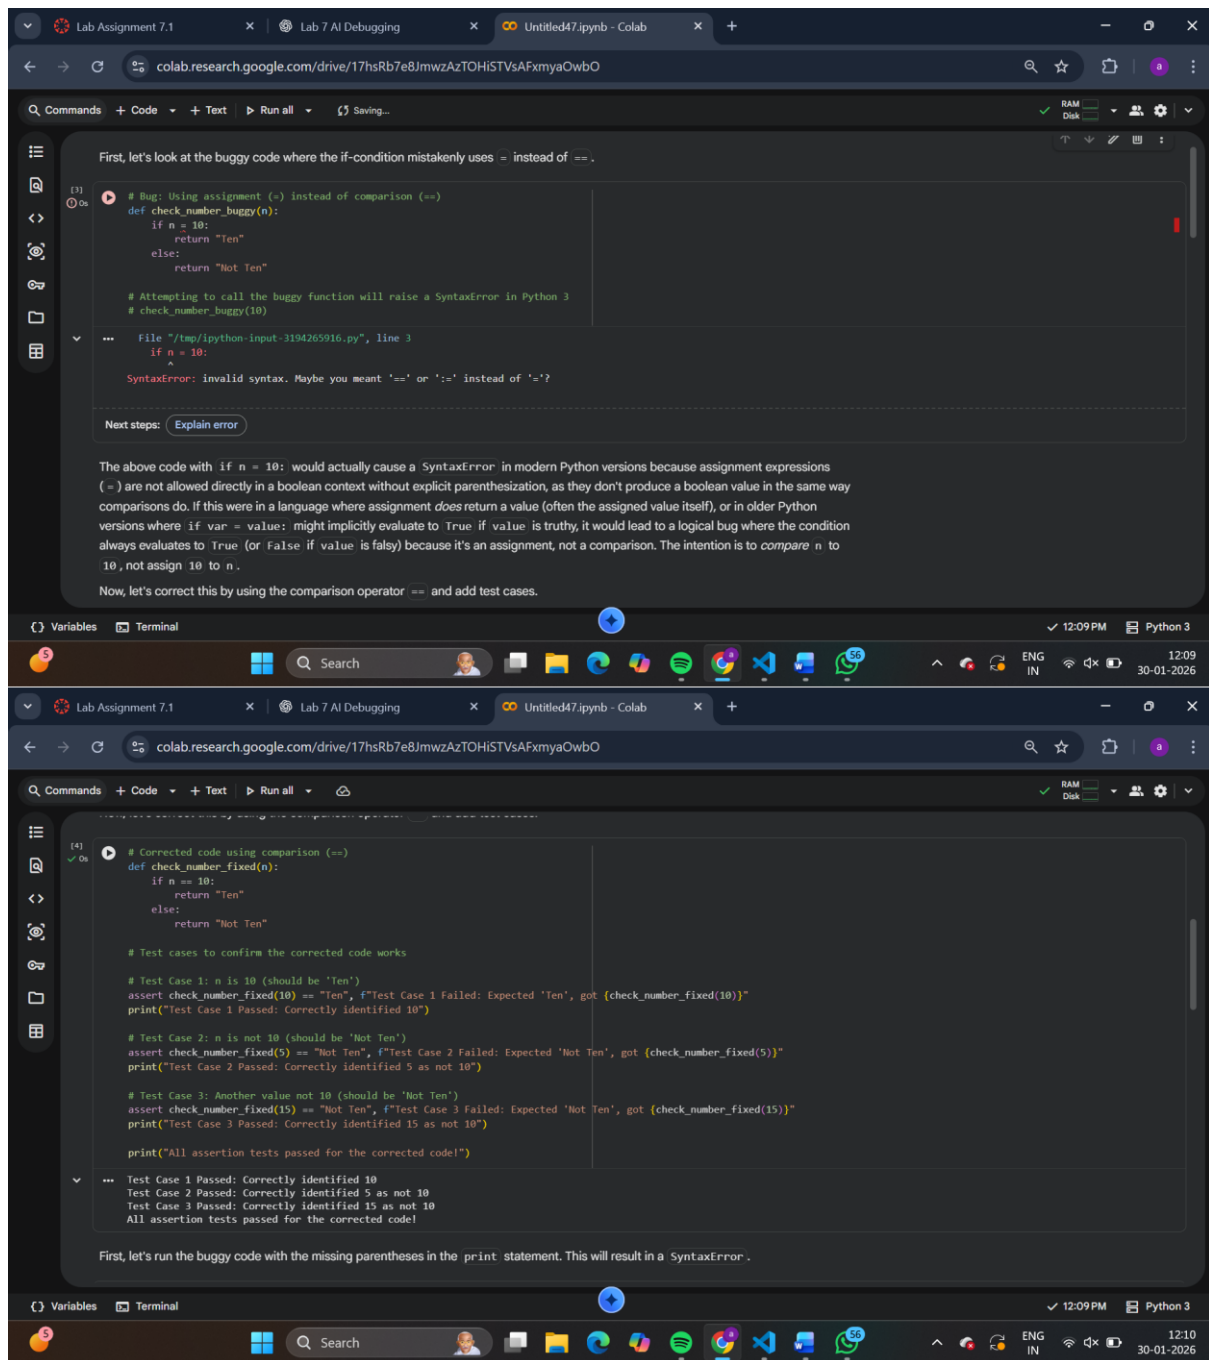 Lab Assignment 7.1
Lab 7 AI Debugging
Untitled47.ipynb - Colab
colab.research.google.com/drive/17hsRb7e8JmwzAzTOHiSTVsAFxmyaOwbO
a
Commands + Code + Text Run all Saving...
RAM
Disk
First, let's look at the buggy code where the if-condition mistakenly uses = instead of == .
[3]
0s
# Bug: Using assignment (=) instead of comparison (==)
def check_number_buggy(n):
if n = 10:
return "Ten"
else:
return "Not Ten"
# Attempting to call the buggy function will raise a SyntaxError in Python 3
# check_number_buggy(10)
File "/tmp/ipython-input-3194265916.py", line 3
if n = 10:
^
SyntaxError: invalid syntax. Maybe you meant '==' or ':=' instead of '='?
Next steps: Explain error
The above code with if n = 10: would actually cause a SyntaxError in modern Python versions because assignment expressions
( = ) are not allowed directly in a boolean context without explicit parenthesization, as they don't produce a boolean value in the same way
comparisons do. If this were in a language where assignment does return a value (often the assigned value itself), or in older Python
versions where if var = value: might implicitly evaluate to True if value is truthy, it would lead to a logical bug where the condition
always evaluates to True (or False if value is falsy) because it's an assignment, not a comparison. The intention is to compare n to
10 , not assign 10 to n .
Now, let's correct this by using the comparison operator == and add test cases.
{} Variables Terminal
12:09 PM Python 3
5
Search
a
56
ENG
IN
12:09
30-01-2026
Lab Assignment 7.1
Lab 7 AI Debugging
Untitled47.ipynb - Colab
colab.research.google.com/drive/17hsRb7e8JmwzAzTOHiSTVsAFxmyaOwbO
a
Commands + Code + Text Run all
RAM
Disk
Now, let's correct this by using the comparison operator == and add test cases.
[4]
0s
# Corrected code using comparison (==)
def check_number_fixed(n):
if n == 10:
return "Ten"
else:
return "Not Ten"
# Test cases to confirm the corrected code works
# Test Case 1: n is 10 (should be 'Ten')
assert check_number_fixed(10) == "Ten", f"Test Case 1 Failed: Expected 'Ten', got {check_number_fixed(10)}"
print("Test Case 1 Passed: Correctly identified 10")
# Test Case 2: n is not 10 (should be 'Not Ten')
assert check_number_fixed(5) == "Not Ten", f"Test Case 2 Failed: Expected 'Not Ten', got {check_number_fixed(5)}"
print("Test Case 2 Passed: Correctly identified 5 as not 10")
# Test Case 3: Another value not 10 (should be 'Not Ten')
assert check_number_fixed(15) == "Not Ten", f"Test Case 3 Failed: Expected 'Not Ten', got {check_number_fixed(15)}"
print("Test Case 3 Passed: Correctly identified 15 as not 10")
print("All assertion tests passed for the corrected code!")
Test Case 1 Passed: Correctly identified 10
Test Case 2 Passed: Correctly identified 5 as not 10
Test Case 3 Passed: Correctly identified 15 as not 10
All assertion tests passed for the corrected code!
First, let's run the buggy code with the missing parentheses in the print statement. This will result in a SyntaxError .
{} Variables Terminal
12:09 PM Python 3
5
Search
a
56
ENG
IN
12:10
30-01-2026